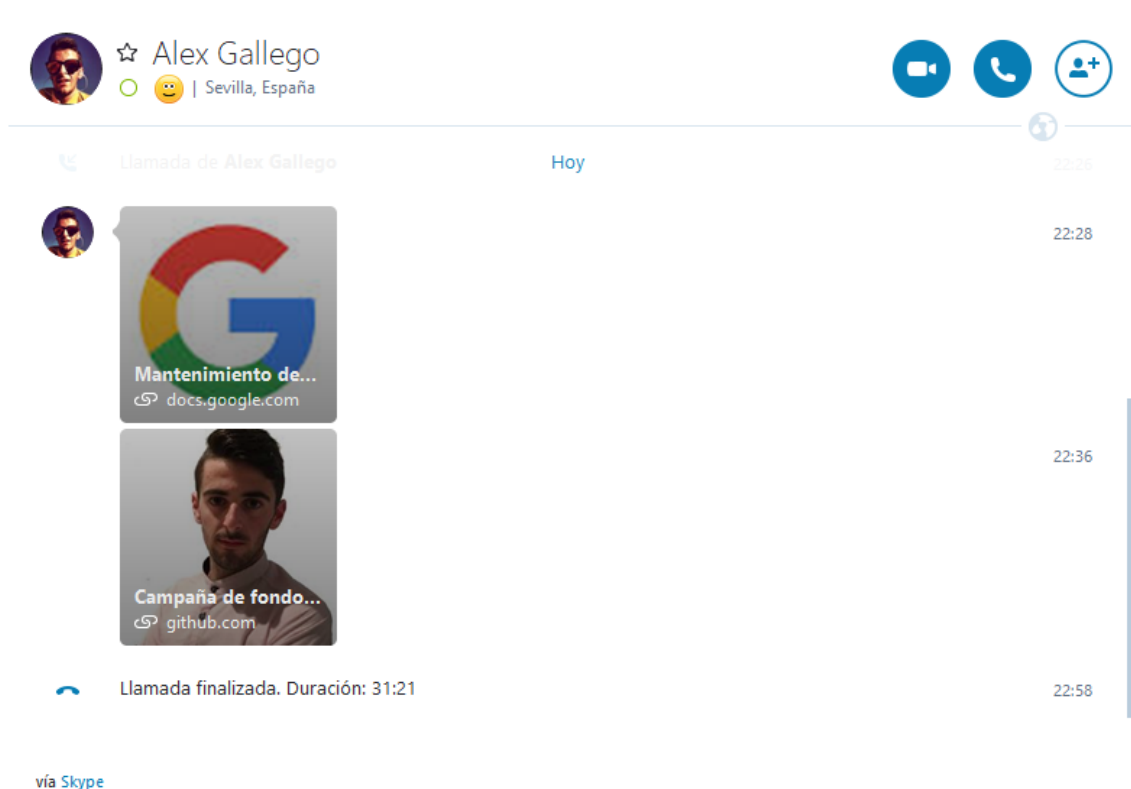 Alex Gallego
| Sevilla, España
Llamada de Alex Gallego
Hoy
22:26
22:28
Mantenimiento de...
docs.google.com
22:36
Campaña de fondo...
github.com
Llamada finalizada. Duración: 31:21
22:58
vía Skype